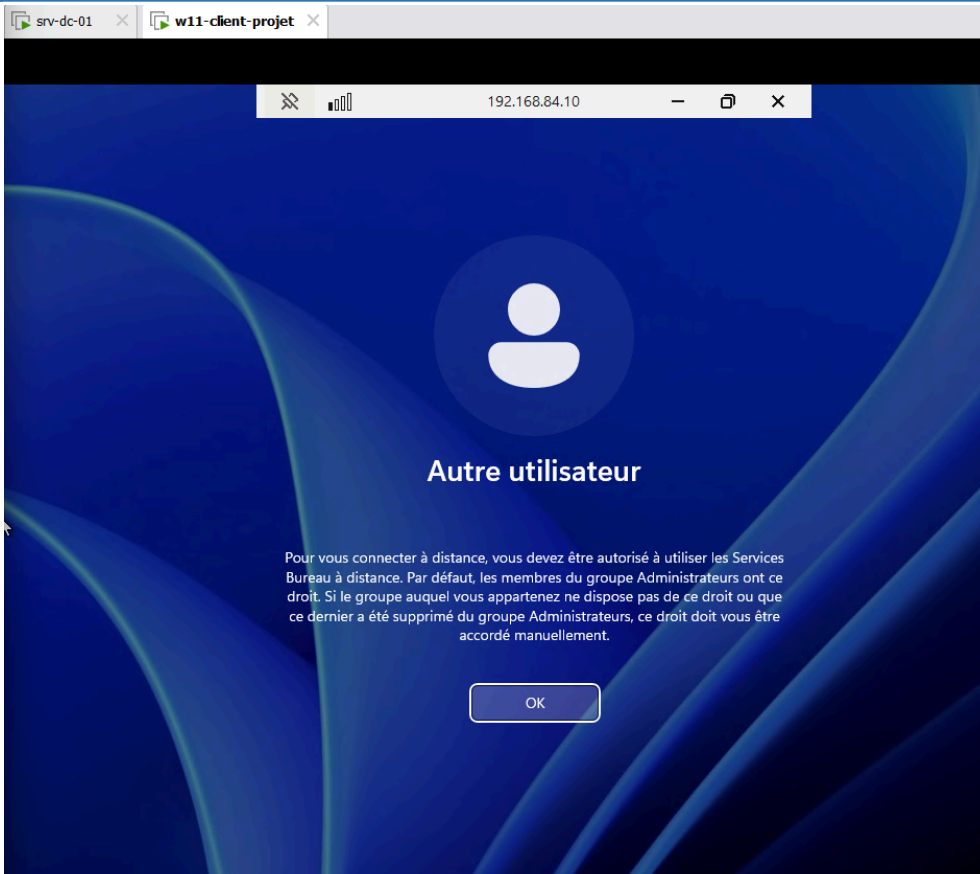 srv-dc-01
w11-client-projet
192.168.84.10
Autre utilisateur
Pour vous connecter à distance, vous devez être autorisé à utiliser les Services
Bureau à distance. Par défaut, les membres du groupe Administrateurs ont ce
droit. Si le groupe auquel vous appartenez ne dispose pas de ce droit ou que
ce dernier a été supprimé du groupe Administrateurs, ce droit doit vous être
accordé manuellement.
OK